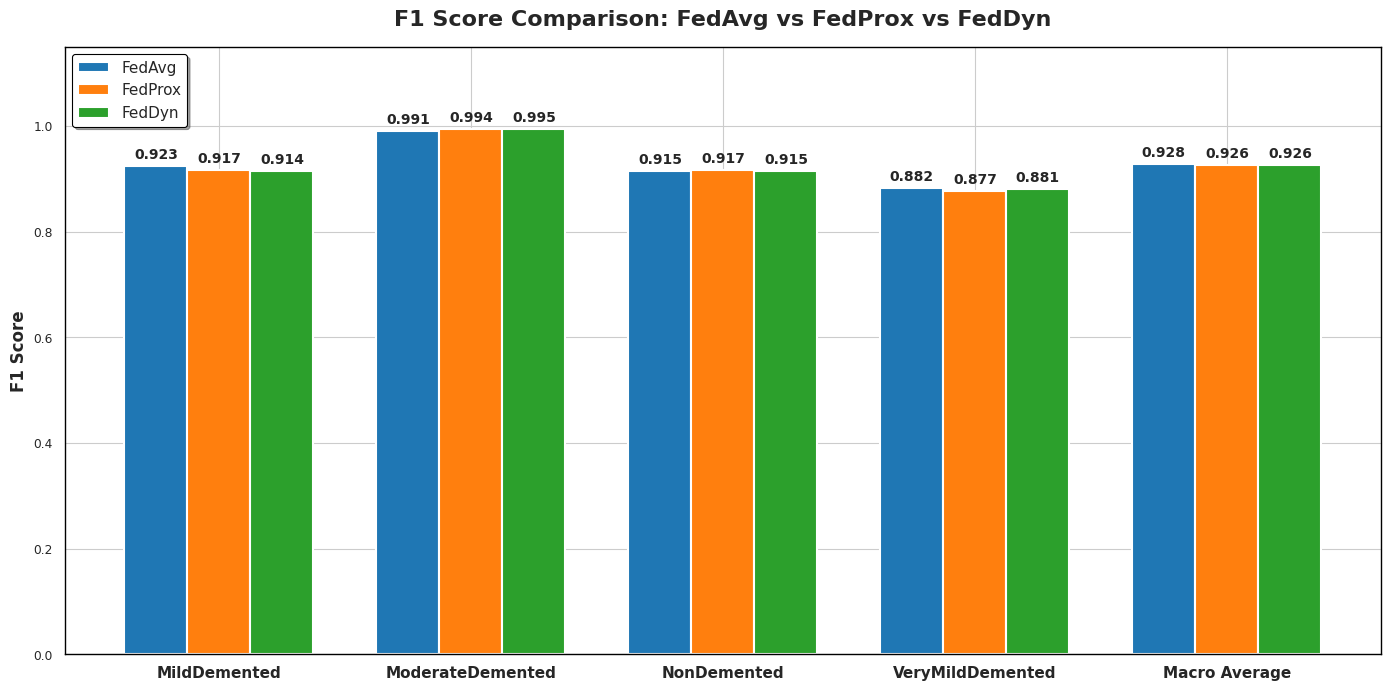 F1 Score Comparison: FedAvg vs FedProx vs FedDyn
FedAvg
FedProx
FedDyn
F1 Score
1.0
0.8
0.6
0.4
0.2
0.0
0.923
0.917
0.914
0.991
0.994
0.995
0.915
0.917
0.915
0.882
0.877
0.881
0.928
0.926
0.926
MildDemented
ModerateDemented
NonDemented
VeryMildDemented
Macro Average